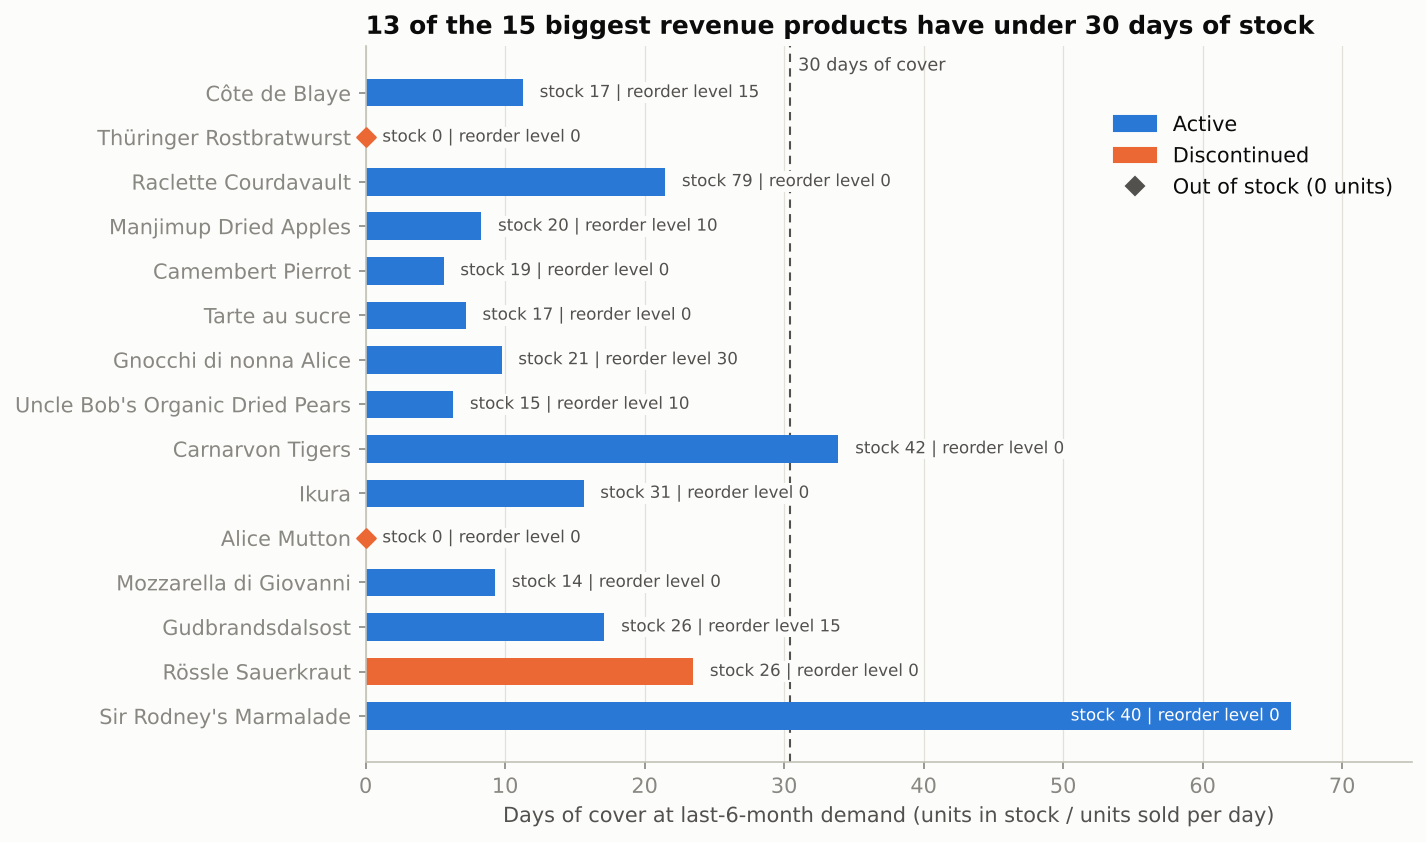 13 of the 15 biggest revenue products have under 30 days of stock
30 days of cover
Côte de Blaye stock 17 | reorder level 15
Active
Thüringer Rostbratwurst stock 0 | reorder level 0
Discontinued
Raclette Courdavault stock 79 | reorder level 0
Out of stock (0 units)
Manjimup Dried Apples stock 20 | reorder level 10
Camembert Pierrot stock 19 | reorder level 0
Tarte au sucre stock 17 | reorder level 0
Gnocchi di nonna Alice stock 21 | reorder level 30
Uncle Bob's Organic Dried Pears stock 15 | reorder level 10
Carnarvon Tigers stock 42 | reorder level 0
Ikura stock 31 | reorder level 0
Alice Mutton stock 0 | reorder level 0
Mozzarella di Giovanni stock 14 | reorder level 0
Gudbrandsdalsost stock 26 | reorder level 15
Rössle Sauerkraut stock 26 | reorder level 0
Sir Rodney's Marmalade stock 40 | reorder level 0
0 10 20 30 40 50 60 70
Days of cover at last-6-month demand (units in stock / units sold per day)